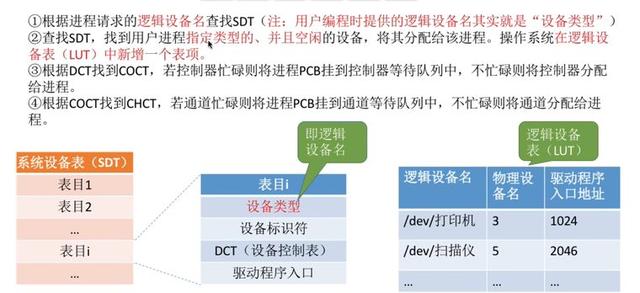 ①根据进程请求的逻辑设备名查找SDT（注：用户编程时提供的逻辑设备名其实就是“设备类型”）
②查找SDT，找到用户进程指定类型的、并且空闲的设备，将其分配给该进程。操作系统在逻辑设
备表（LUT）中新增一个表项。
③根据DCT找到COCT，若控制器忙碌则将进程PCB挂到控制器等待队列中，不忙碌则将控制器分配
给进程。
④根据COCT找到CHCT，若通道忙碌则将进程PCB挂到通道等待队列中，不忙碌则将通道分配给进
程。
即逻辑
设备名
逻辑设备
表（LUT）
系统设备表（SDT）
表目1
表目2
...
表目i
...
表目i
设备类型
设备标识符
DCT（设备控制表）
驱动程序入口
逻辑设备名 物理设备名 驱动程序入口地址
/dev/打印机 3 1024
/dev/扫描仪 5 2046
... ... ...